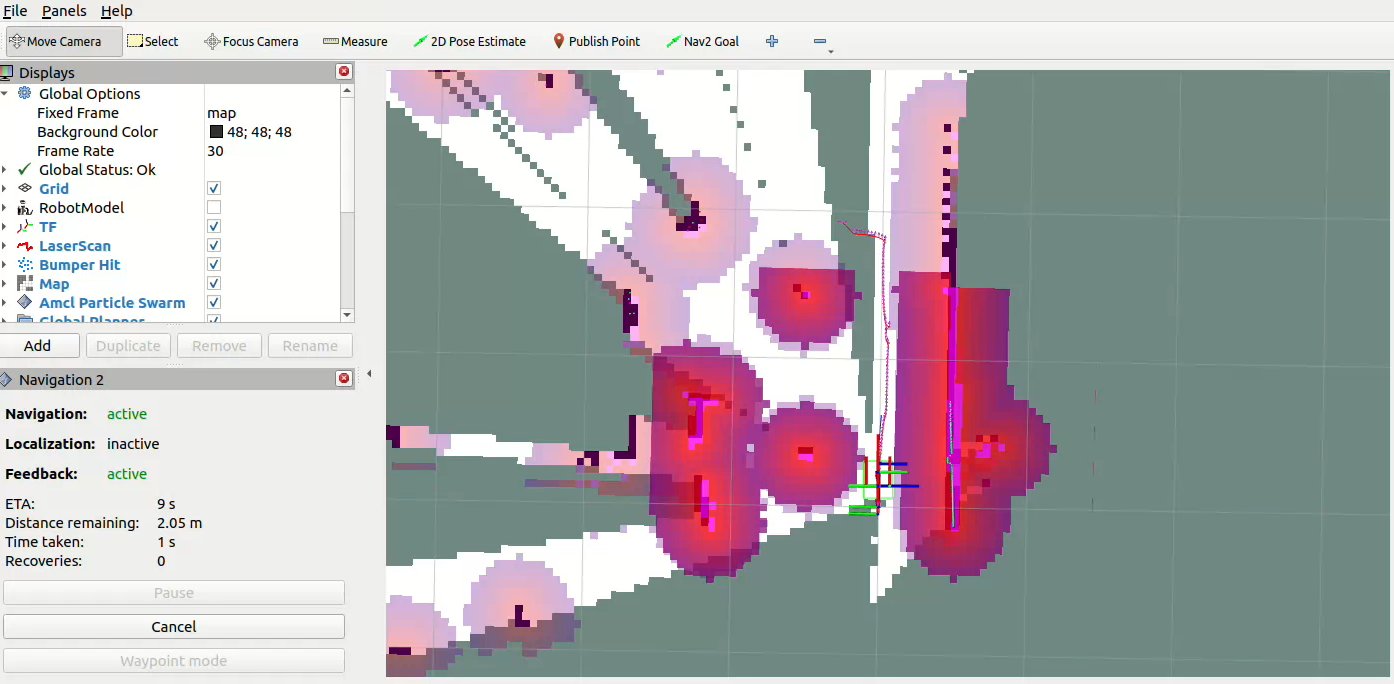 File Panels Help
Move Camera Select Focus Camera Measure 2D Pose Estimate Publish Point Nav2 Goal
Displays
Global Options
Fixed Frame map
Background Color 48; 48; 48
Frame Rate 30
Global Status: Ok
Grid
RobotModel
TF
LaserScan
Bumper Hit
Map
Amcl Particle Swarm
Global Planner
Add Duplicate Remove Rename
Navigation 2
Navigation: active
Localization: inactive
Feedback: active
ETA: 9 s
Distance remaining: 2.05 m
Time taken: 1 s
Recoveries: 0
Pause
Cancel
Waypoint mode